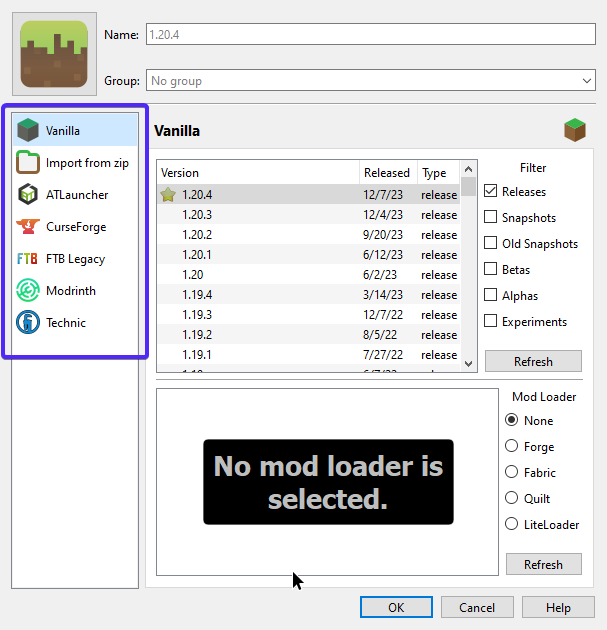 Name: 1.20.4
Group: No group
Vanilla
Import from zip
ATLauncher
CurseForge
FTB FTB Legacy
Modrinth
Technic
Vanilla
Version Released Type
1.20.4 12/7/23 release
1.20.3 12/4/23 release
1.20.2 9/20/23 release
1.20.1 6/12/23 release
1.20 6/2/23 release
1.19.4 3/14/23 release
1.19.3 12/7/22 release
1.19.2 8/5/22 release
1.19.1 7/27/22 release
Filter
Releases
Snapshots
Old Snapshots
Betas
Alphas
Experiments
Refresh
No mod loader is
selected.
Mod Loader
None
Forge
Fabric
Quilt
LiteLoader
Refresh
OK Cancel Help